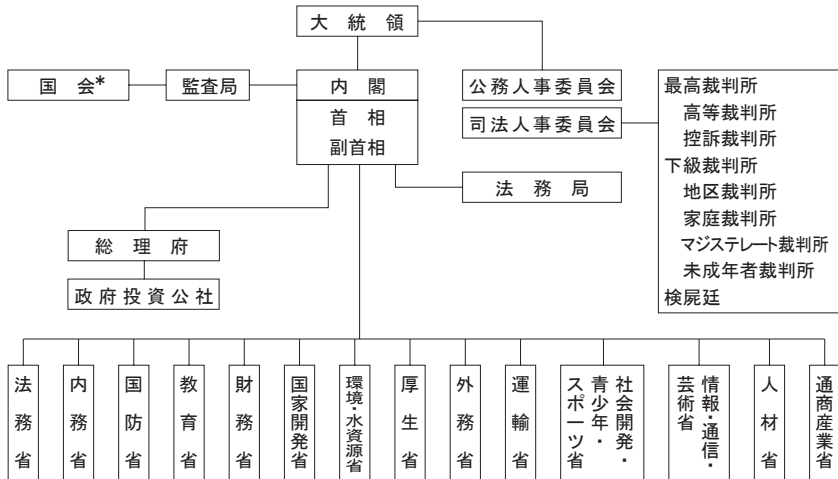 大統領
国会*
監査局
内閣
首相
副首相
公務人事委員会
司法人事委員会
法務局
最高裁判所
高等裁判所
控訴裁判所
下級裁判所
地区裁判所
家庭裁判所
マジステレート裁判所
未成年者裁判所
検屍廷
総理府
政府投資公社
法務省
内務省
国防省
教育省
財務省
国家開発省
環境・水資源省
厚生省
外務省
運輸省
社会開発・
青少年・
スポーツ省
情報・通信・
芸術省
人材省
通商産業省